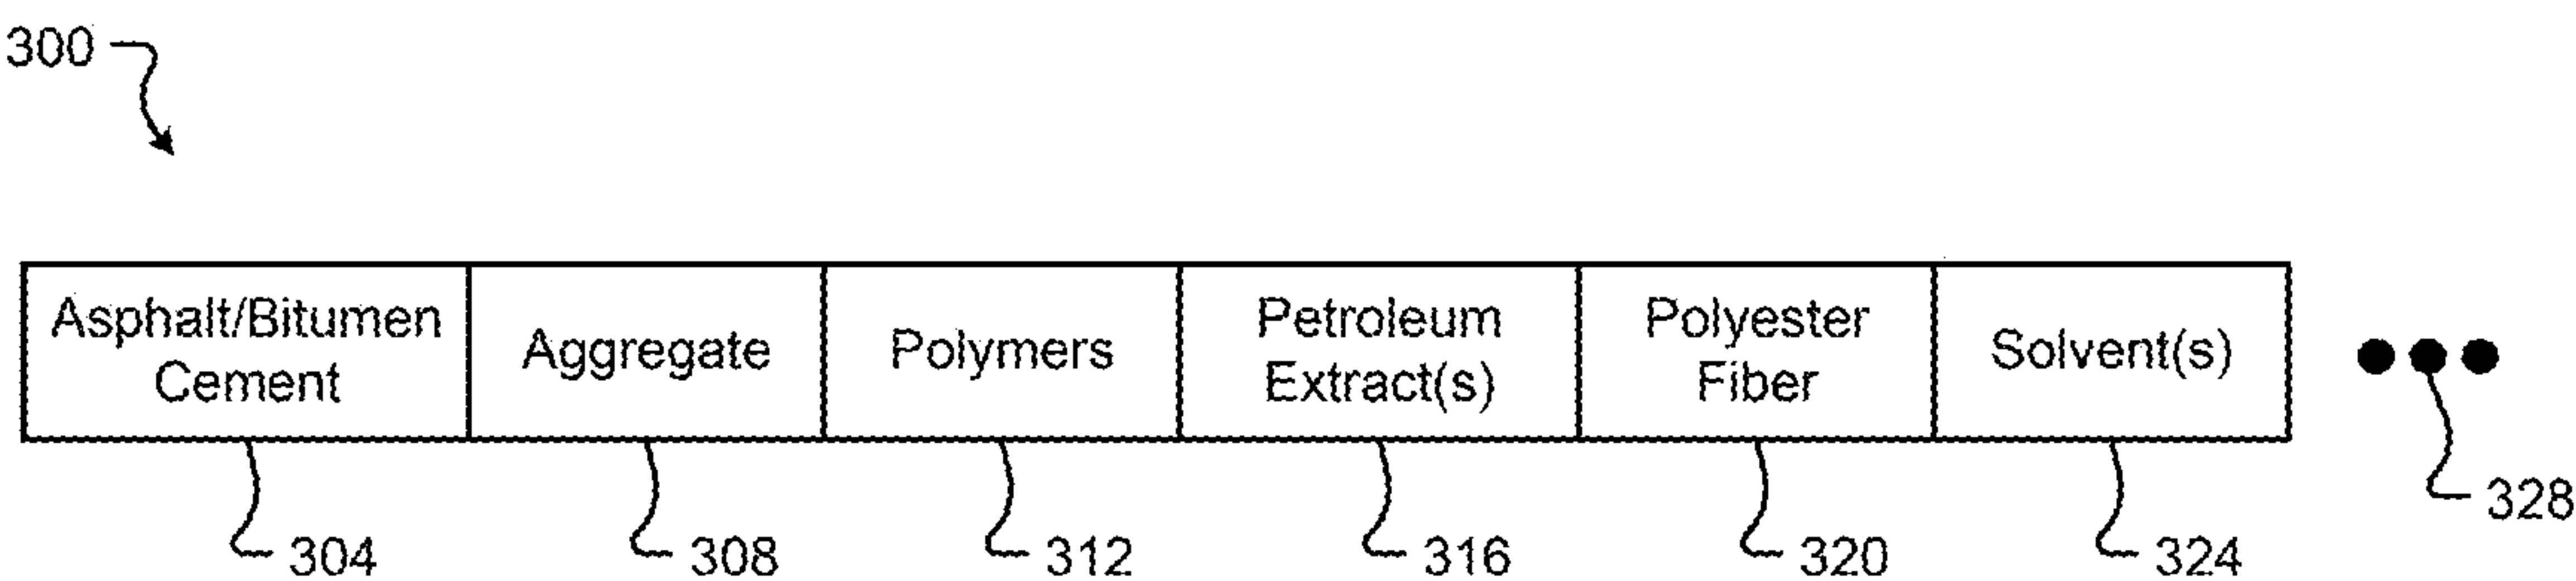 300
Asphalt/Bitumen
Cement
Aggregate
Polymers
Petroleum
Extract(s)
Polyester
Fiber
Solvent(s)
304
308
312
316
320
324
328